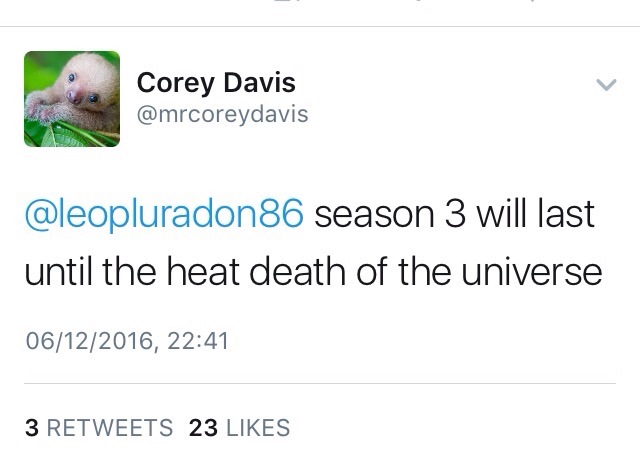 Corey Davis
@mrcoreydavis
@leopluradon86 season 3 will last
until the heat death of the universe
06/12/2016, 22:41
3 RETWEETS 23 LIKES